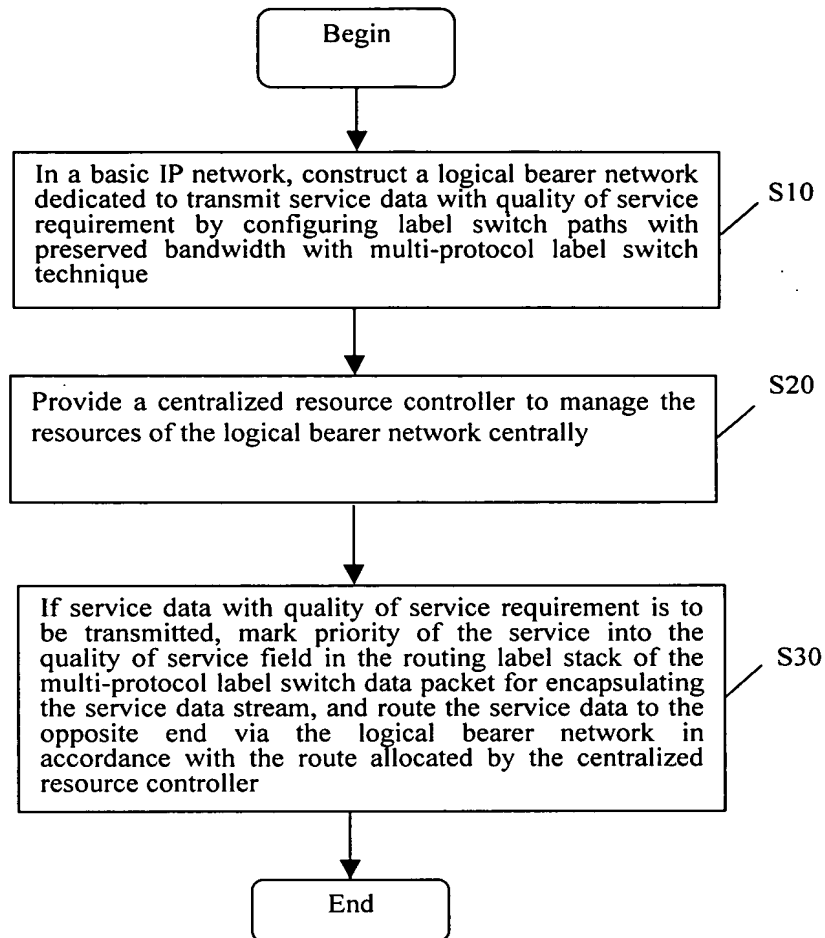 Begin
In a basic IP network, construct a logical bearer network
dedicated to transmit service data with quality of service
requirement by configuring label switch paths with
preserved bandwidth with multi-protocol label switch
technique
S10
Provide a centralized resource controller to manage the
resources of the logical bearer network centrally
S20
If service data with quality of service requirement is to
be transmitted, mark priority of the service into the
quality of service field in the routing label stack of the
multi-protocol label switch data packet for encapsulating
the service data stream, and route the service data to the
opposite end via the logical bearer network in
accordance with the route allocated by the centralized
resource controller
S30
End